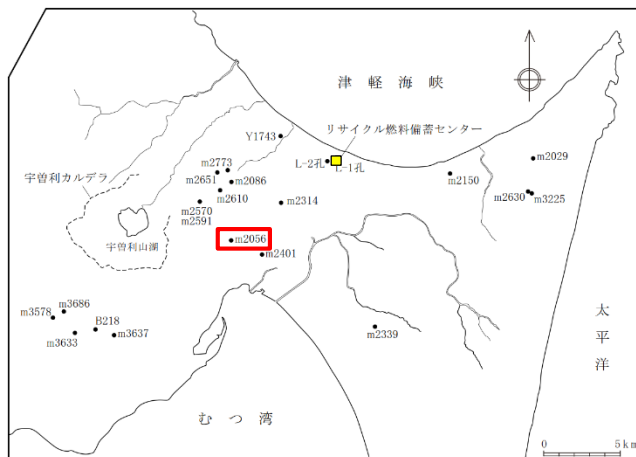 津軽海峡
リサイクル燃料備蓄センター
Y1743
L-2孔
L-1孔
m2029
m2773
m2651
m2086
m2150
宇曽利カルデラ
m2610
m2630
m3225
m2570
m2591
m2314
宇曽利山湖
m2056
m2401
太平洋
m3686
m3578
B218
m3633
m3637
m2339
むつ湾
0
5km